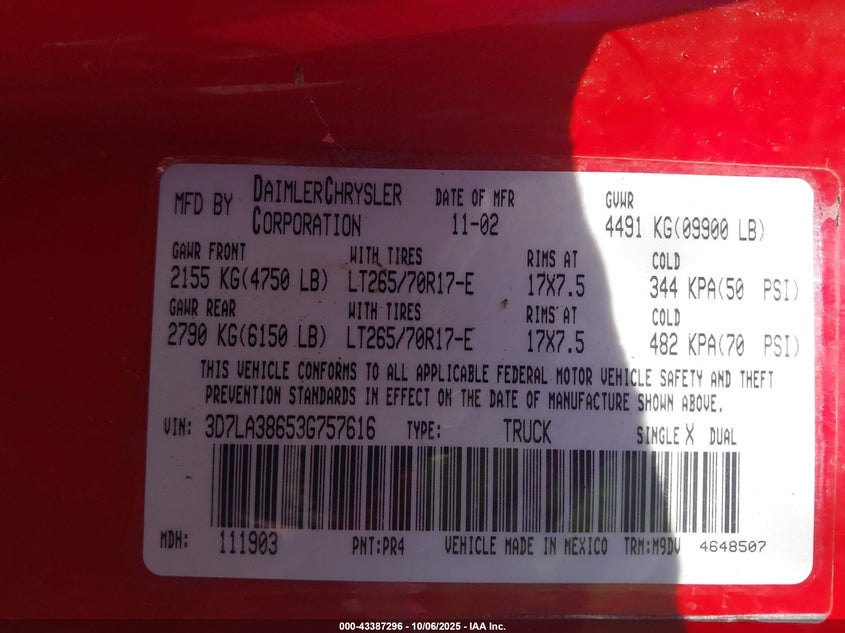 MFD BY DAIMLERCHRYSLER CORPORATION DATE OF MFR 11-02 GVWR 4491 KG(09900 LB)
GAWR FRONT WITH TIRES RIMS AT COLD
2155 KG(4750 LB) LT265/70R17-E 17X7.5 344 KPA(50 PSI)
GAWR REAR WITH TIRES RIMS AT COLD
2790 KG(6150 LB) LT265/70R17-E 17X7.5 482 KPA(70 PSI)
THIS VEHICLE CONFORMS TO ALL APPLICABLE FEDERAL MOTOR VEHICLE SAFETY AND THEFT
PREVENTION STANDARDS IN EFFECT ON THE DATE OF MANUFACTURE SHOWN ABOVE.
VIN: 3D7LA38653G757616 TYPE: TRUCK SINGLE X DUAL
MDH: 111903 PNT:PR4 VEHICLE MADE IN MEXICO TRM:M9DV 4648507
000-43387296 - 10/06/2025 - IAA Inc.